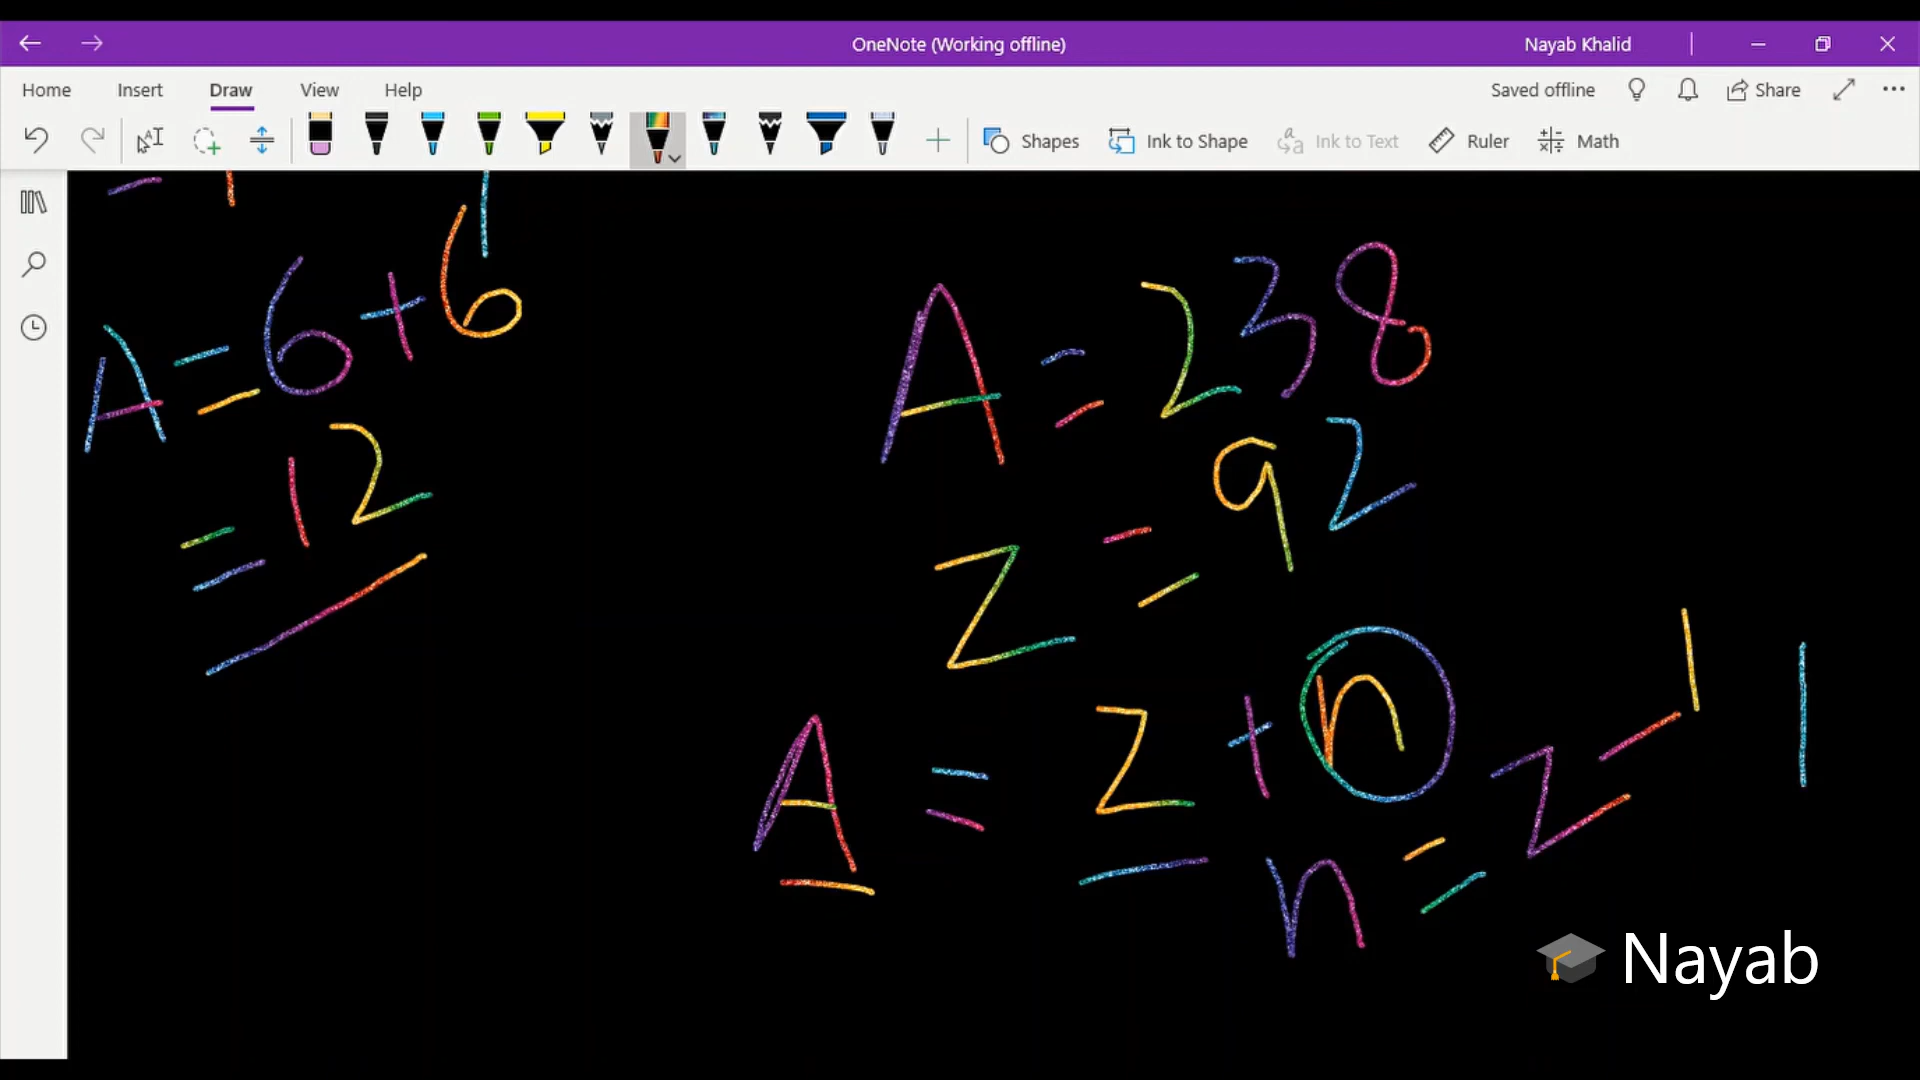 OneNote (Working offline)
Nayab Khalid
Home Insert Draw View Help
Saved offline
Share
Shapes
Ink to Shape
Ink to Text
Ruler
Math
A = 6 + 6
= 12
A = 238
Z = 92
A = Z + n
n = Z - 1
Nayab